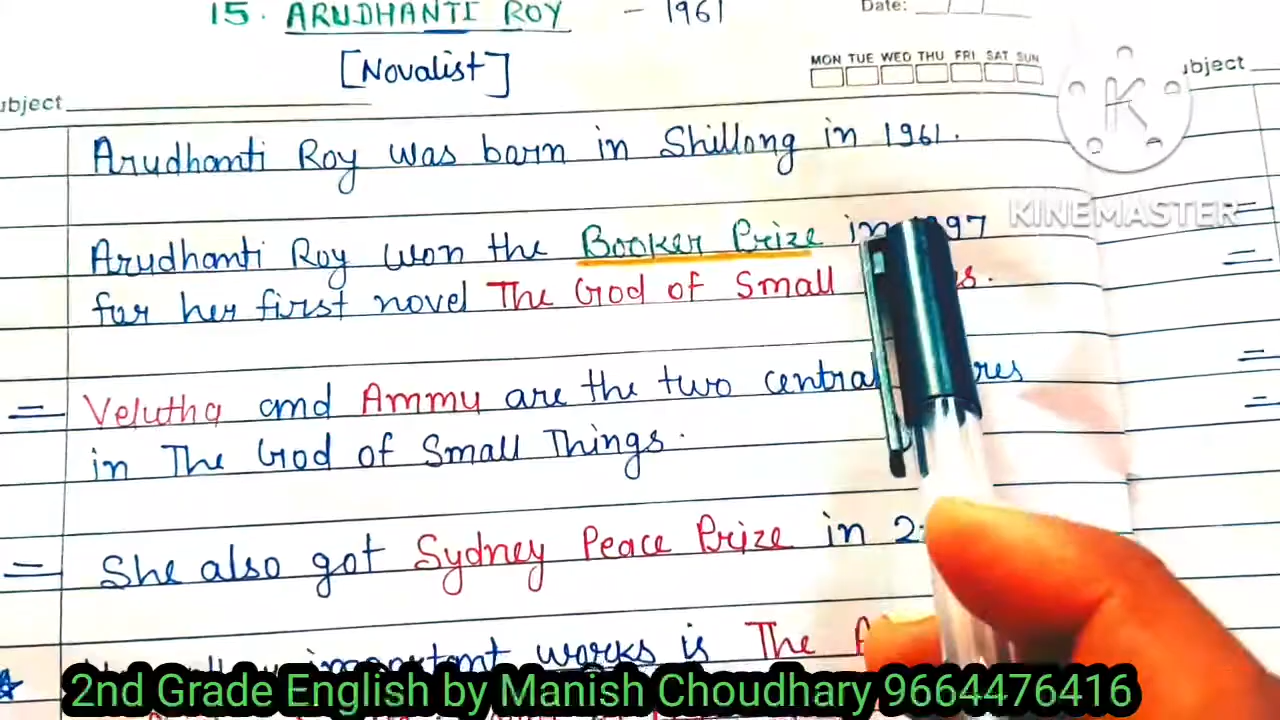 15. ARUDHANTI ROY - 1961
Date:
[Novalist]
MON TUE WED THU FRI SAT SUN
ubject
ubject
Arudhanti Roy was barn in Shillong in 1961.
KINEMASTER
Arudhanti Roy won the Booker Prize in
for her first novel The God of Small
= Velutha and Ammu are the two central
in The God of Small Things.
= She also got Sydney Peace Prize in
important works is The
2nd Grade English by Manish Choudhary 9664476416